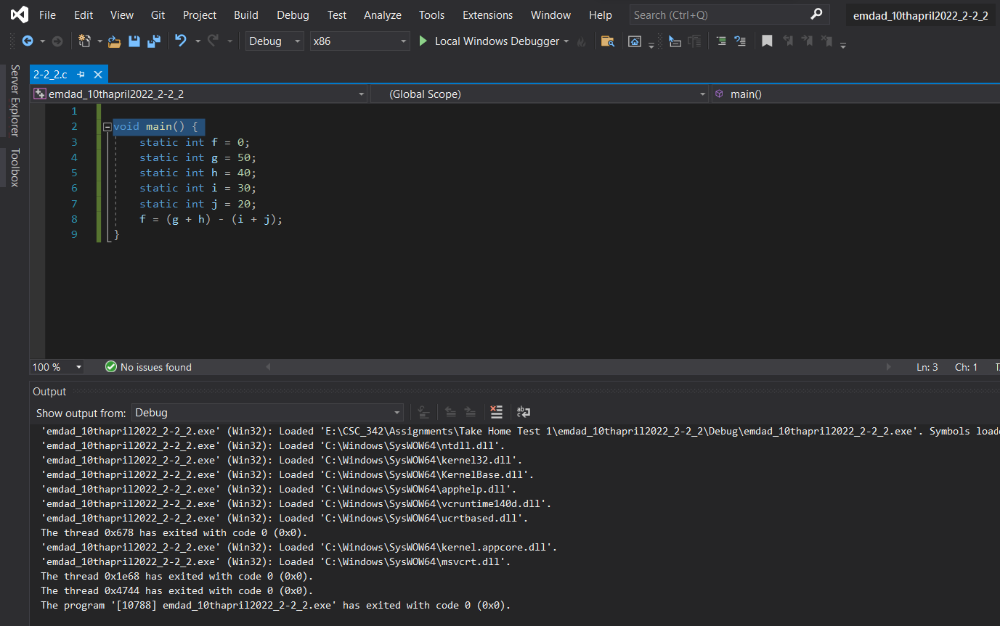 File Edit View Git Project Build Debug Test Analyze Tools Extensions Window Help Search (Ctrl+Q) emdad_10thapril2022_2-2_2
Debug x86 Local Windows Debugger
Server Explorer
Toolbox
2-2_2.c
emdad_10thapril2022_2-2_2 (Global Scope) main()
1
2 void main() {
3 static int f = 0;
4 static int g = 50;
5 static int h = 40;
6 static int i = 30;
7 static int j = 20;
8 f = (g + h) - (i + j);
9 }
100 % No issues found Ln: 3 Ch: 1
Output
Show output from: Debug
'emdad_10thapril2022_2-2_2.exe' (Win32): Loaded 'E:\CSC_342\Assignments\Take Home Test 1\emdad_10thapril2022_2-2_2\Debug\emdad_10thapril2022_2-2_2.exe'. Symbols loade
'emdad_10thapril2022_2-2_2.exe' (Win32): Loaded 'C:\Windows\SysWOW64\ntdll.dll'.
'emdad_10thapril2022_2-2_2.exe' (Win32): Loaded 'C:\Windows\SysWOW64\kernel32.dll'.
'emdad_10thapril2022_2-2_2.exe' (Win32): Loaded 'C:\Windows\SysWOW64\KernelBase.dll'.
'emdad_10thapril2022_2-2_2.exe' (Win32): Loaded 'C:\Windows\SysWOW64\apphelp.dll'.
'emdad_10thapril2022_2-2_2.exe' (Win32): Loaded 'C:\Windows\SysWOW64\vcruntime140d.dll'.
'emdad_10thapril2022_2-2_2.exe' (Win32): Loaded 'C:\Windows\SysWOW64\ucrtbased.dll'.
The thread 0x678 has exited with code 0 (0x0).
'emdad_10thapril2022_2-2_2.exe' (Win32): Loaded 'C:\Windows\SysWOW64\kernel.appcore.dll'.
'emdad_10thapril2022_2-2_2.exe' (Win32): Loaded 'C:\Windows\SysWOW64\msvcrt.dll'.
The thread 0x1e68 has exited with code 0 (0x0).
The thread 0x4744 has exited with code 0 (0x0).
The program '[10788] emdad_10thapril2022_2-2_2.exe' has exited with code 0 (0x0).